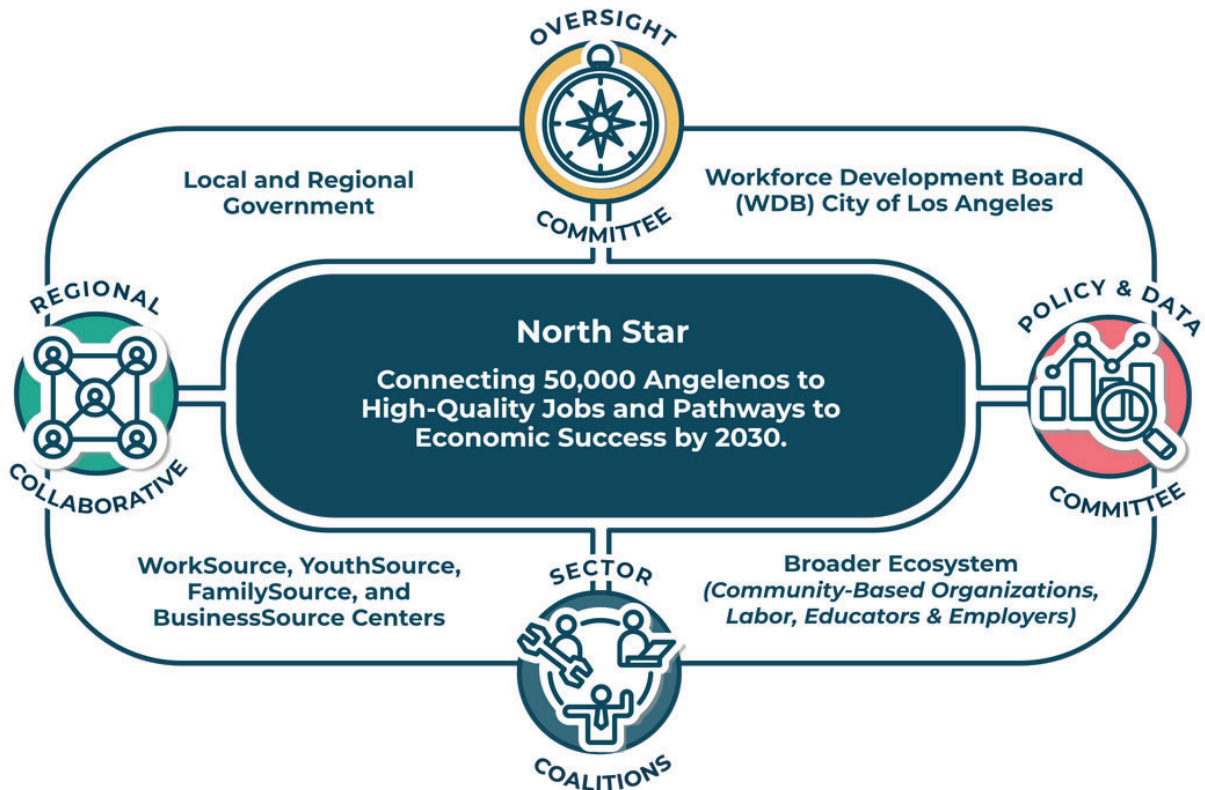 OVERSIGHT
COMMITTEE
Local and Regional
Government
Workforce Development Board
(WDB) City of Los Angeles
REGIONAL
COLLABORATIVE
North Star
Connecting 50,000 Angelenos to
High-Quality Jobs and Pathways to
Economic Success by 2030.
POLICY & DATA
COMMITTEE
WorkSource, YouthSource,
FamilySource, and
BusinessSource Centers
SECTOR
COALITIONS
Broader Ecosystem
(Community-Based Organizations,
Labor, Educators & Employers)